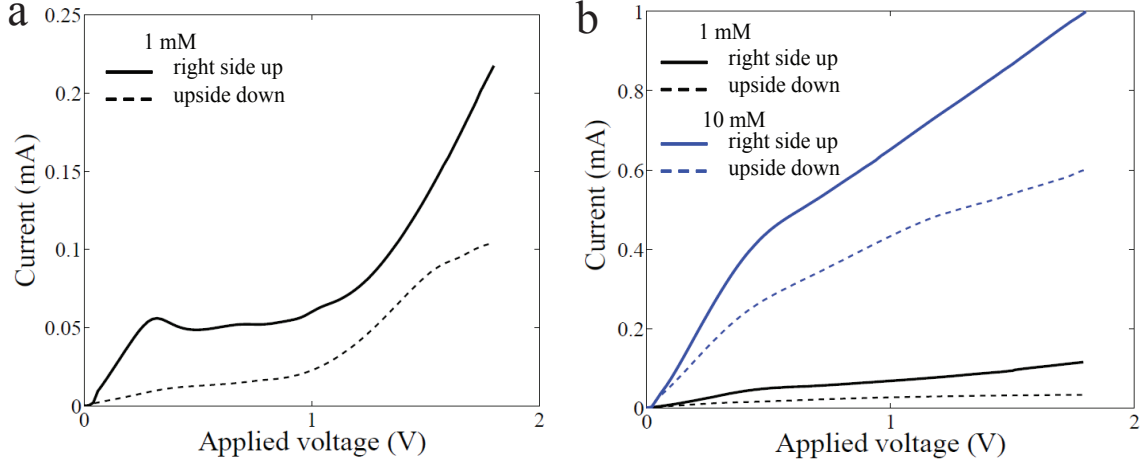 a
0.25
0.2
0.15
0.1
0.05
0
0
1
2
Current (mA)
Applied voltage (V)
1 mM
right side up
upside down
b
1
0.8
0.6
0.4
0.2
0
0
1
2
Current (mA)
Applied voltage (V)
1 mM
right side up
upside down
10 mM
right side up
upside down